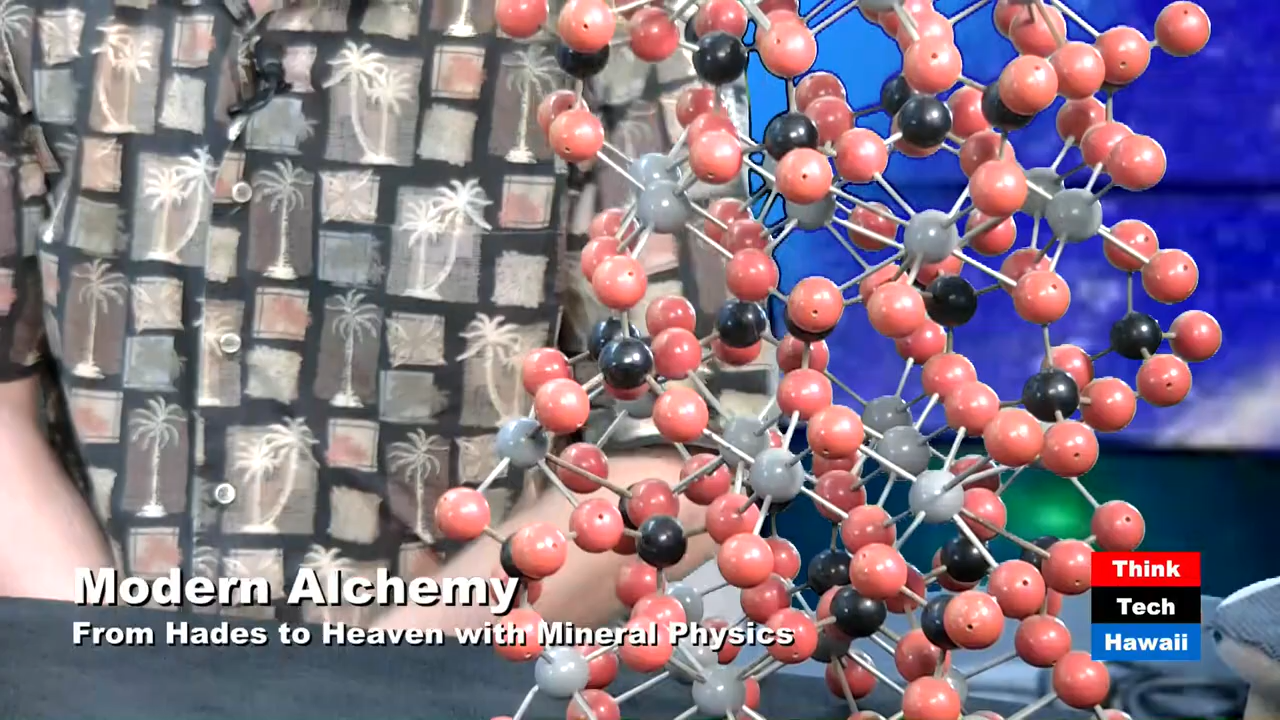 Modern Alchemy
From Hades to Heaven with Mineral Physics
Think
Tech
Hawaii